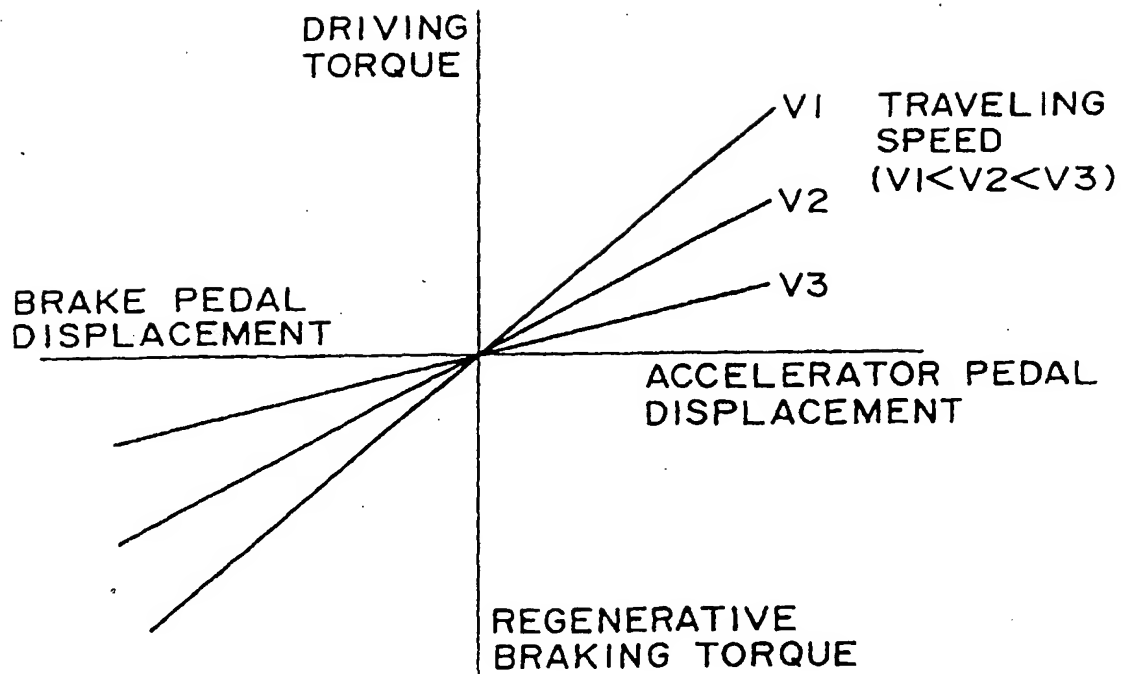 DRIVING
TORQUE
V1
TRAVELING
SPEED
(V1<V2<V3)
V2
V3
BRAKE PEDAL
DISPLACEMENT
ACCELERATOR PEDAL
DISPLACEMENT
REGENERATIVE
BRAKING TORQUE